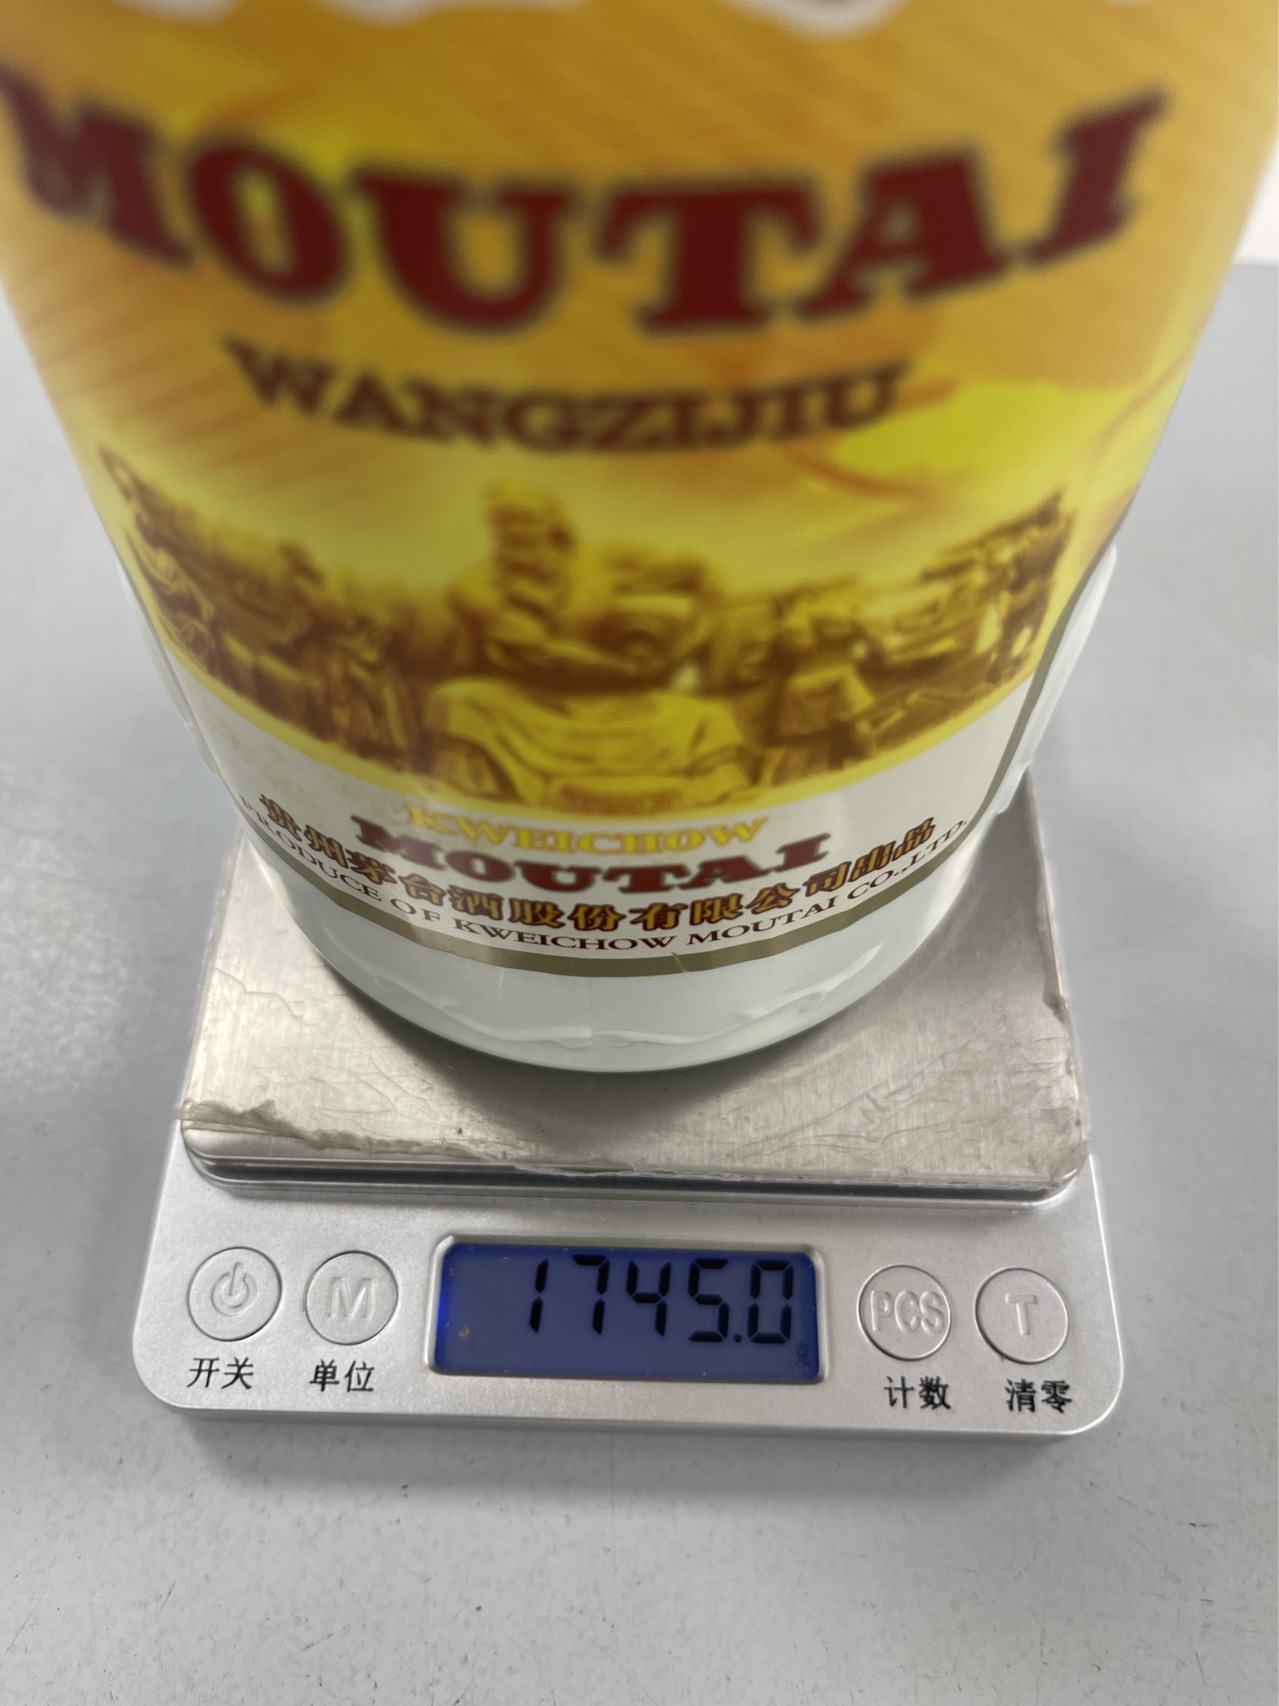 MOUTAI
WANGZIJIU
KWEICHOW
MOUTAI
贵州茅台酒股份有限公司出品
PRODUCE OF KWEICHOW MOUTAI CO.,LTD.
1745.0
克
M PCS T
开关 单位 计数 清零